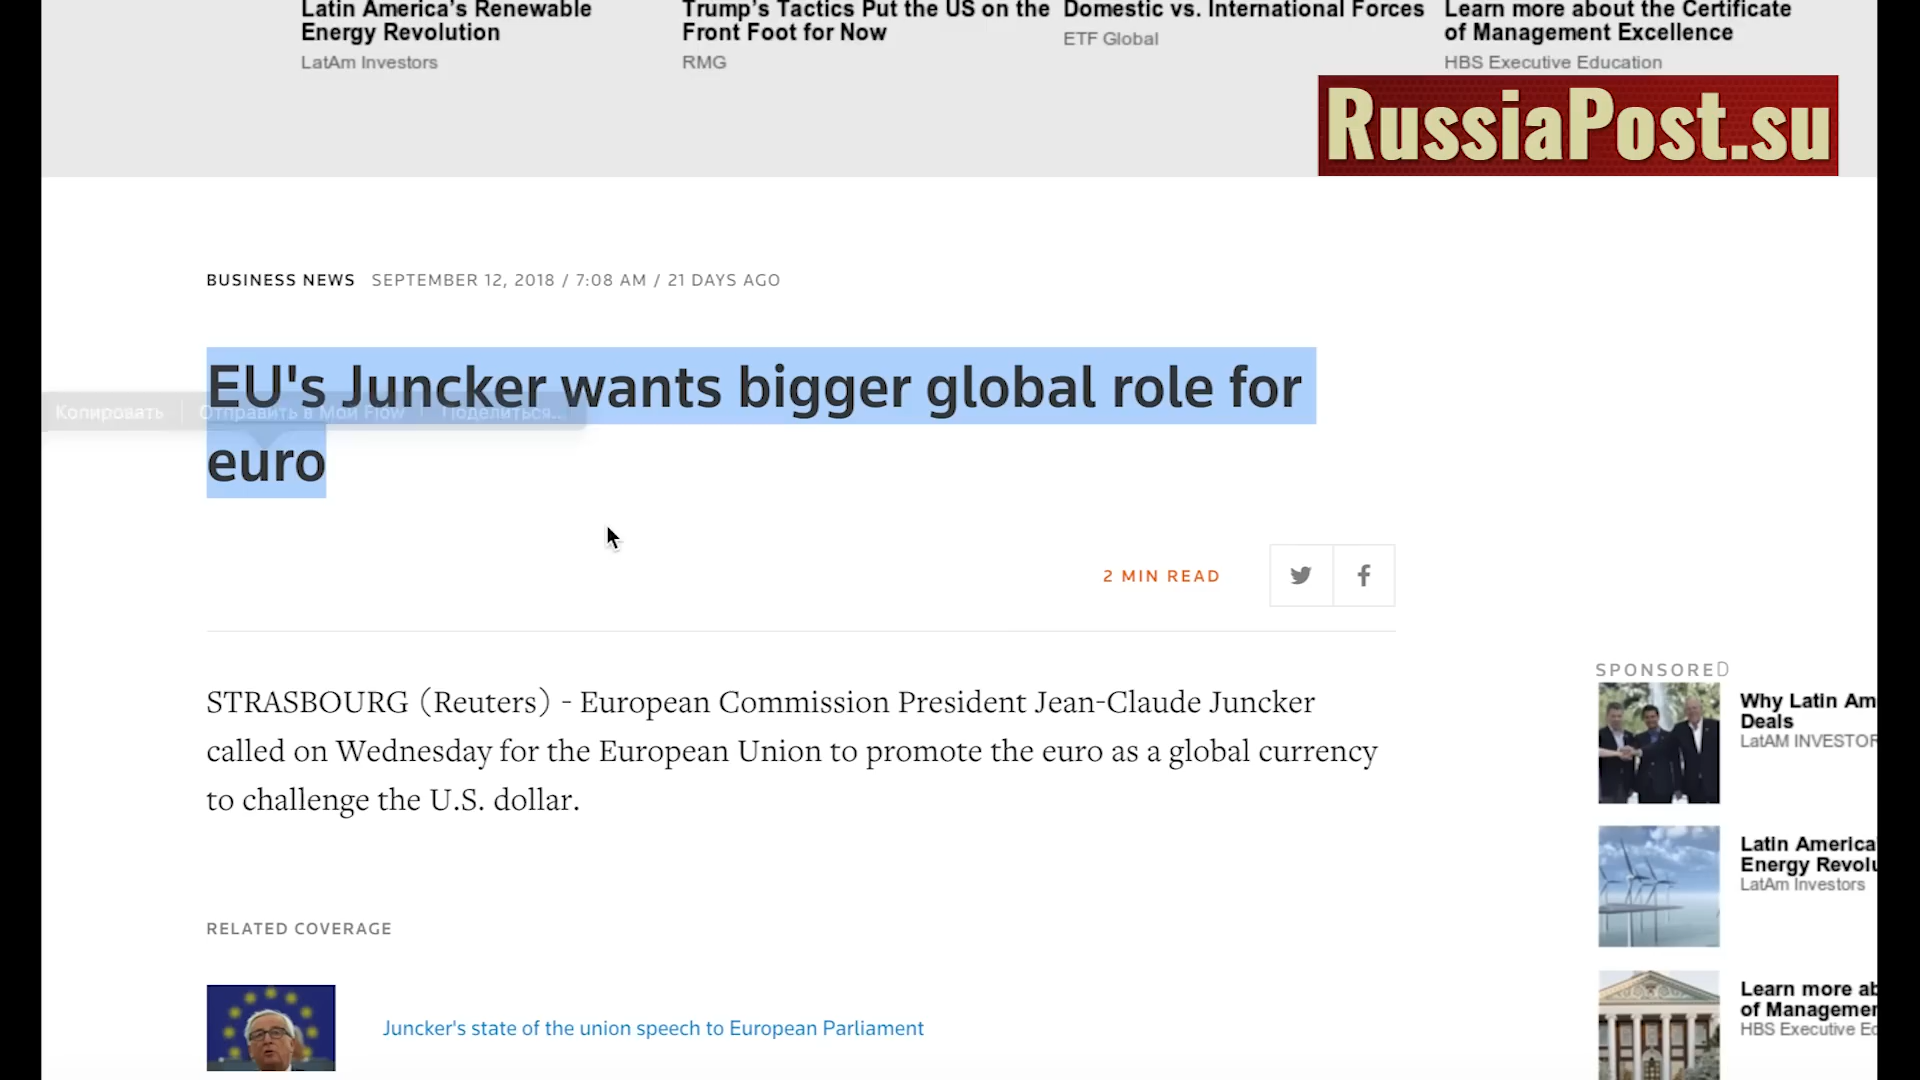 Latin America’s Renewable
Energy Revolution
LatAm Investors
Trump’s Tactics Put the US on the
Front Foot for Now
RMG
Domestic vs. International Forces
ETF Global
Learn more about the Certificate
of Management Excellence
HBS Executive Education
RussiaPost.su
BUSINESS NEWS SEPTEMBER 12, 2018 / 7:08 AM / 21 DAYS AGO
EU's Juncker wants bigger global role for
euro
Копировать Отправить в Мой Flow Поделиться...
2 MIN READ
STRASBOURG (Reuters) - European Commission President Jean-Claude Juncker
called on Wednesday for the European Union to promote the euro as a global currency
to challenge the U.S. dollar.
RELATED COVERAGE
Juncker's state of the union speech to European Parliament
SPONSORED
Why Latin Am
Deals
LatAM INVESTOR
Latin America'
Energy Revolu
LatAm Investors
Learn more ab
of Managemen
HBS Executive Ed